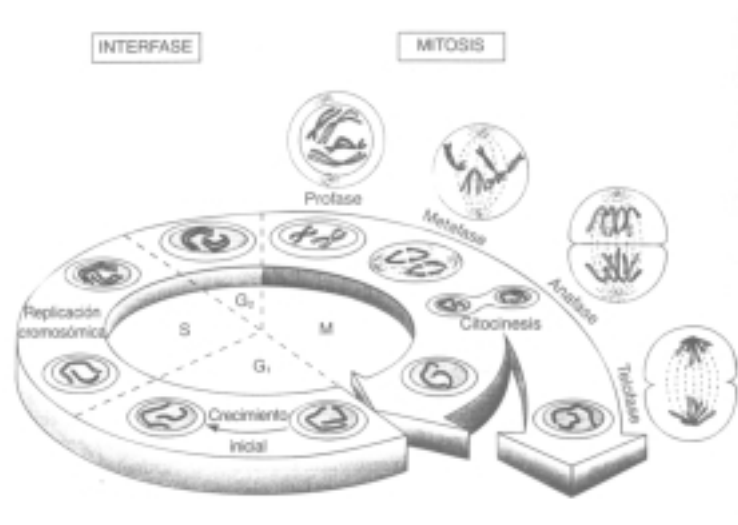 INTERFASE
MITOSIS
Profase
Metafase
Anafase
Telofase
Replicación
cromosómica
S
G₂
M
G₁
Citocinesis
Crecimiento
inicial